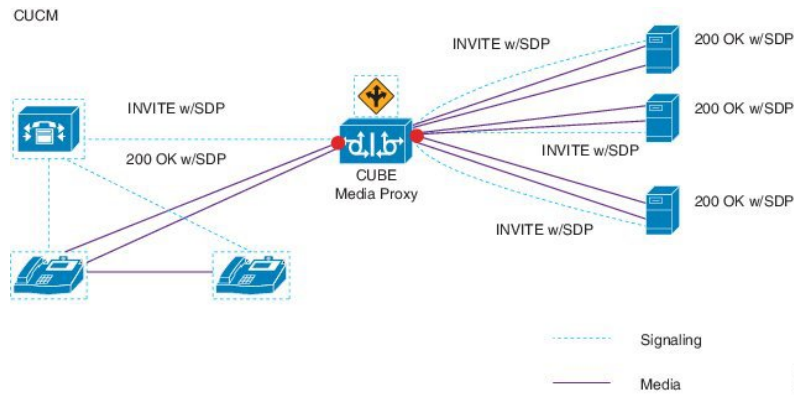 CUCM
INVITE w/SDP
200 OK w/SDP
INVITE w/SDP
200 OK w/SDP
200 OK w/SDP
INVITE w/SDP
200 OK w/SDP
INVITE w/SDP
CUBE
Media Proxy
Signaling
Media